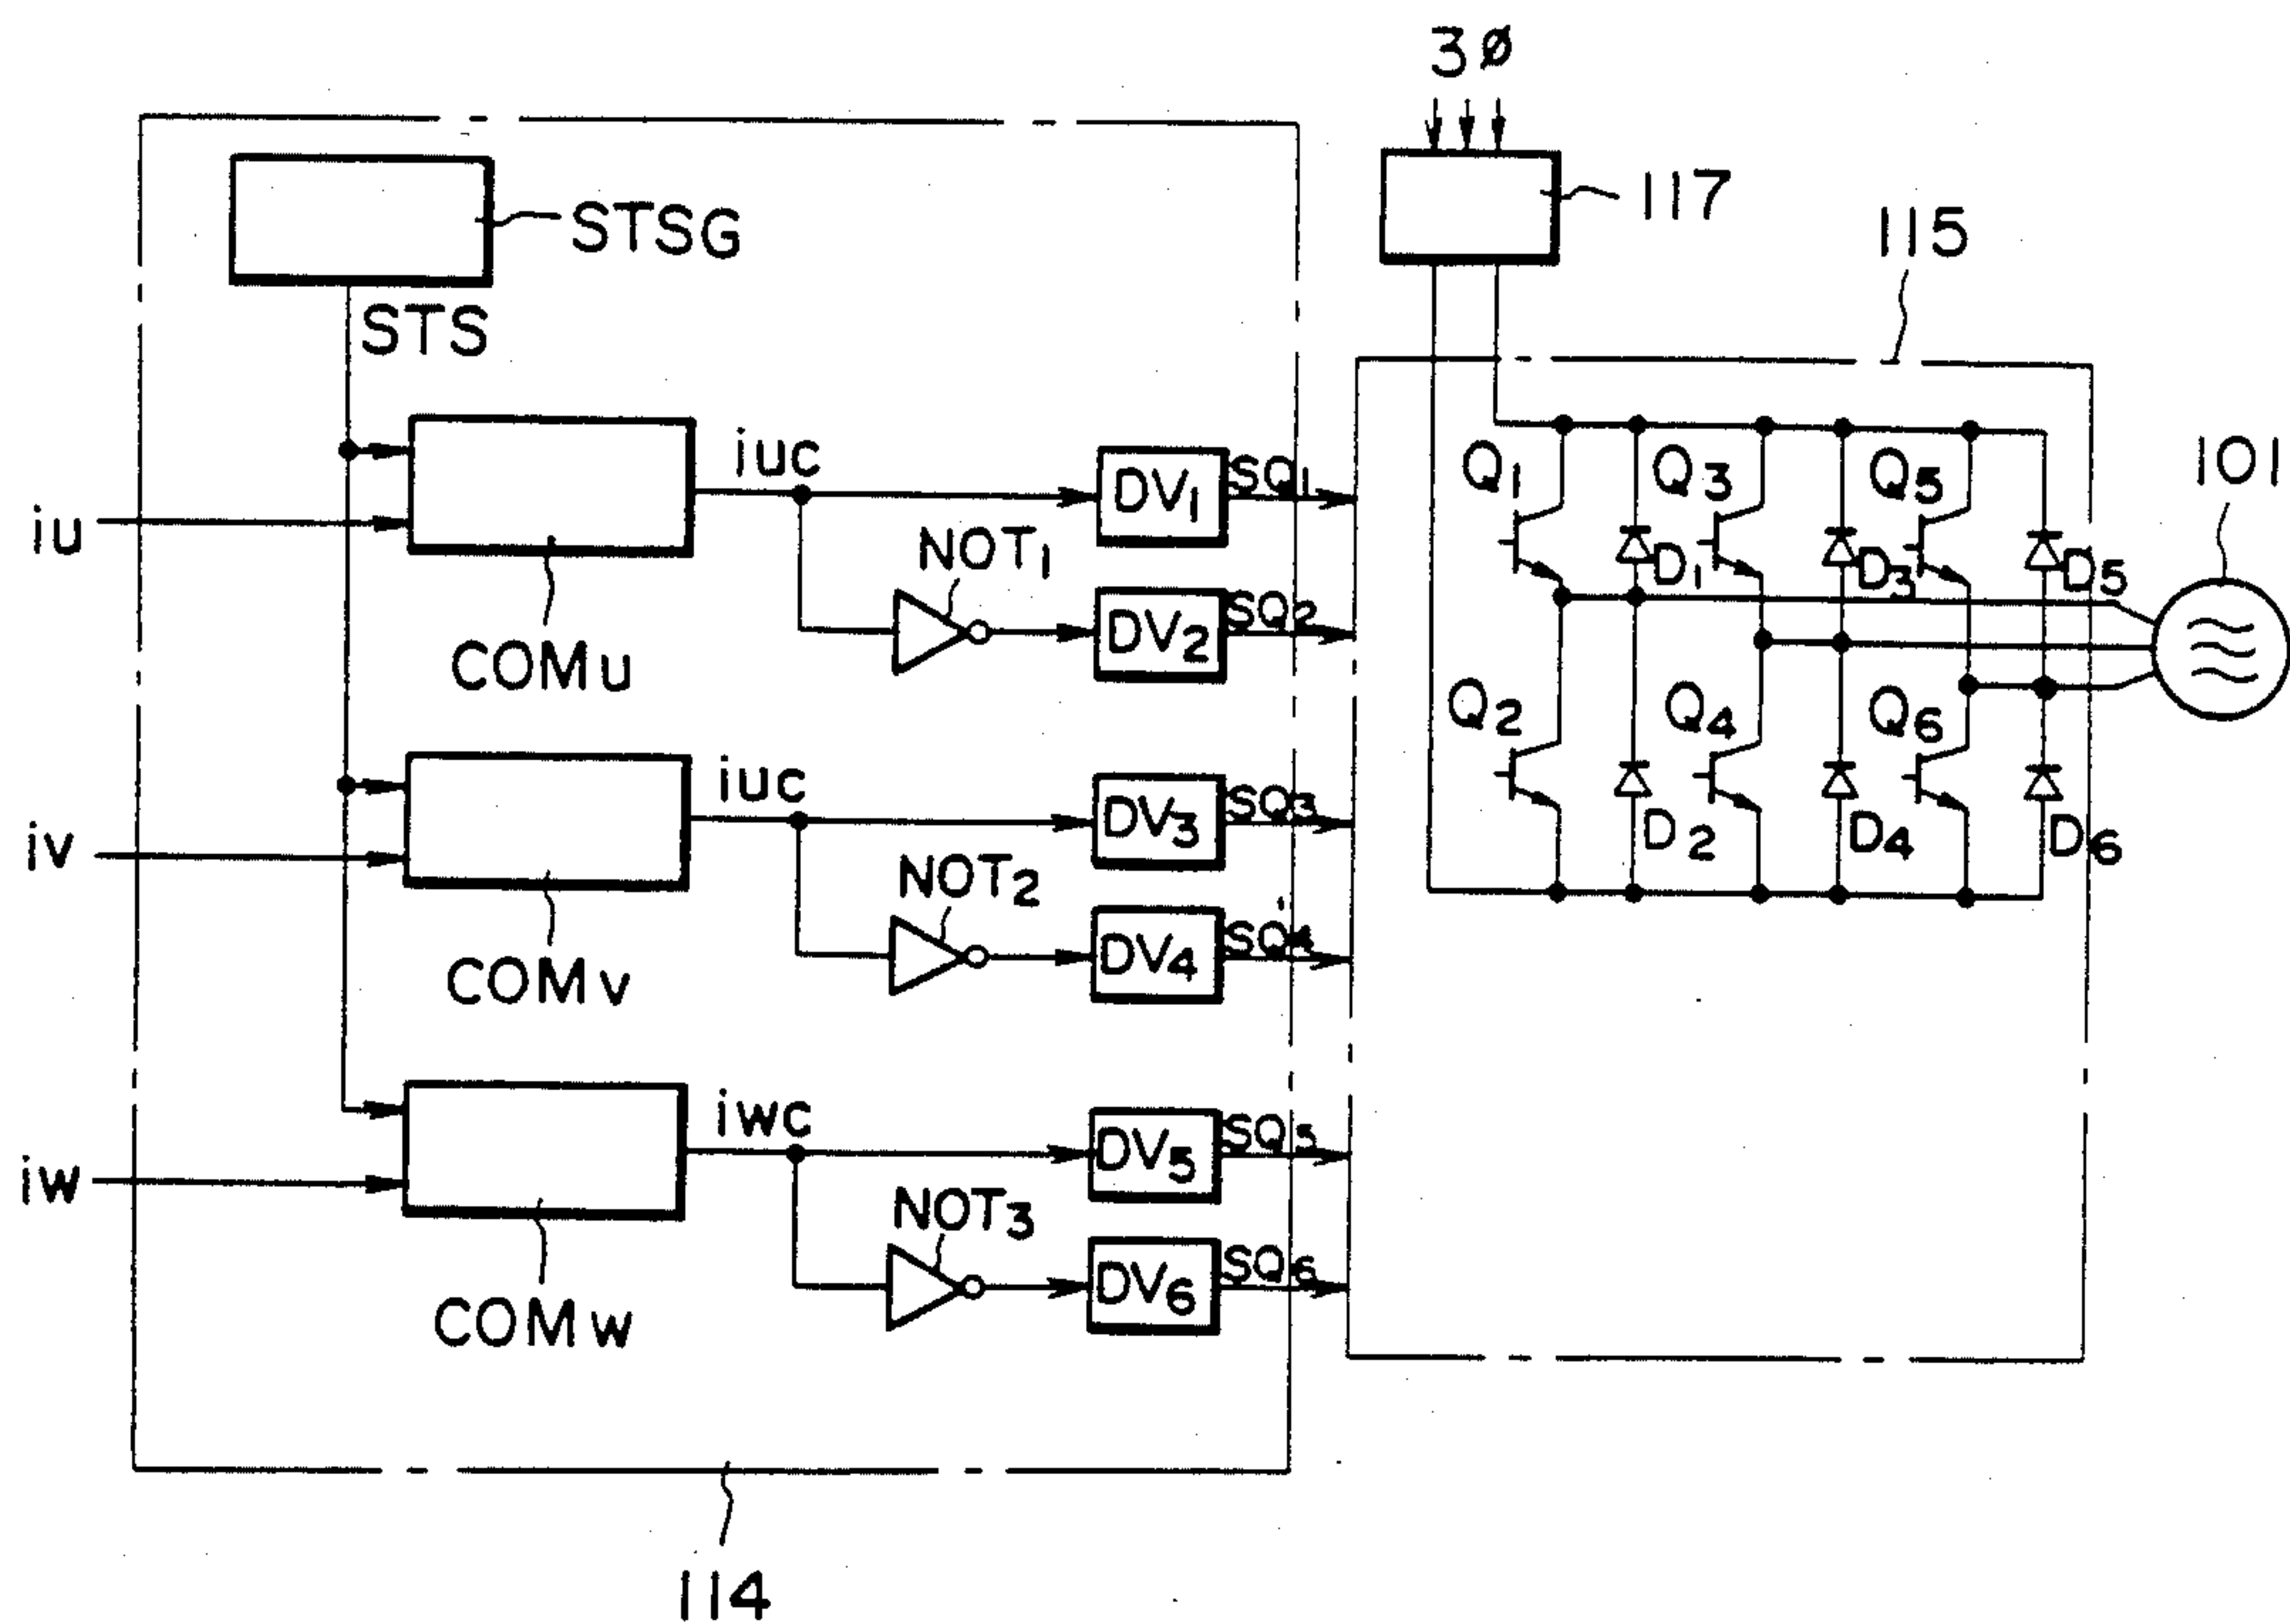 3ø
117
115
STSG
STS
iu
COMu
iuc
NOT1
DV1
SQ1
DV2
SQ2
iv
COMv
iuc
NOT2
DV3
SQ3
DV4
SQ4
iw
COMw
iwc
NOT3
DV5
SQ5
DV6
SQ6
Q1
Q3
Q5
D1
D3
D5
Q2
Q4
Q6
D2
D4
D6
101
114